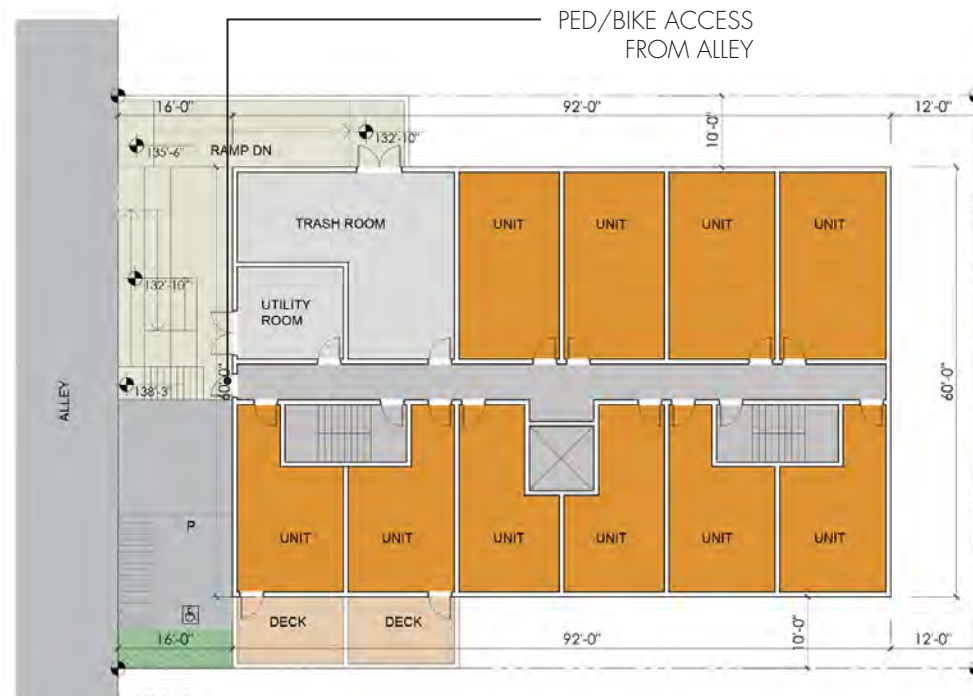 PED/BIKE ACCESS
FROM ALLEY
16'-0"
92'-0"
12'-0"
10'-0"
132'-10"
135'-6"
RAMP DN
TRASH ROOM
UNIT
UNIT
UNIT
UNIT
132'-10"
UTILITY
ROOM
138'-3"
60'-0"
60'-0"
ALLEY
P
UNIT
UNIT
UNIT
UNIT
UNIT
UNIT
DECK
DECK
16'-0"
92'-0"
10'-0"
12'-0"